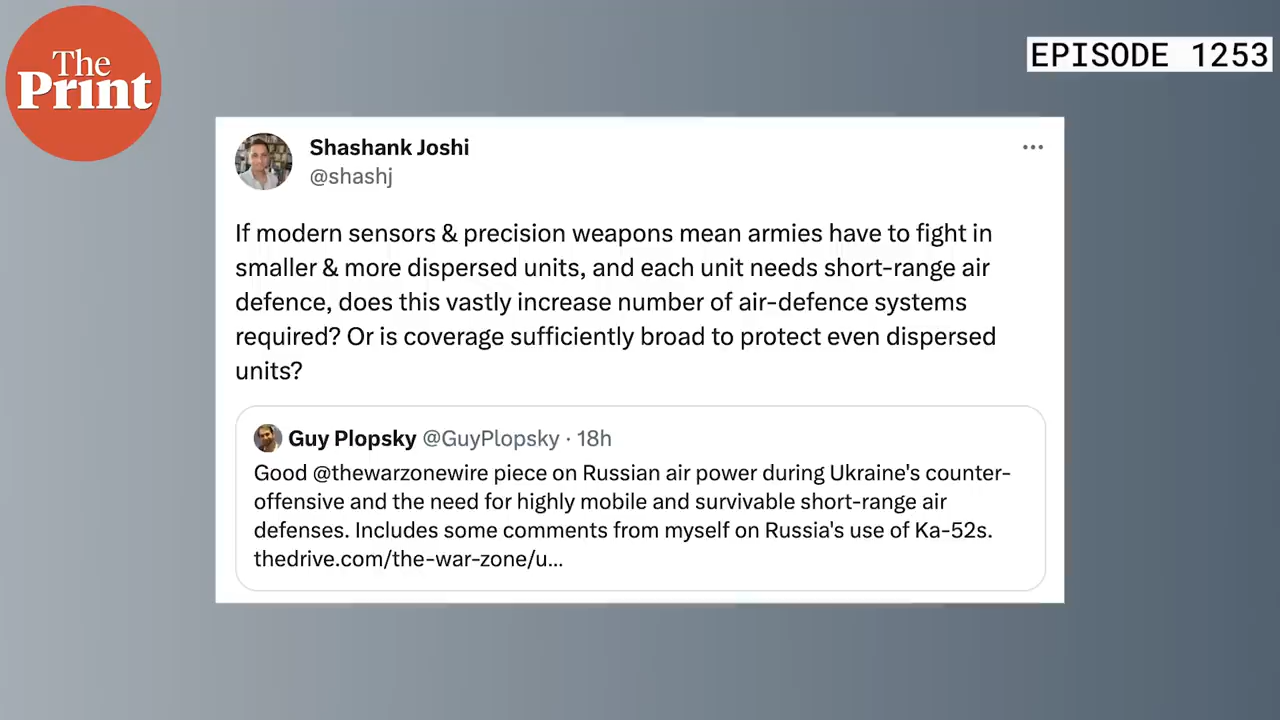 The
Print
EPISODE 1253
Shashank Joshi
@shashj
If modern sensors & precision weapons mean armies have to fight in
smaller & more dispersed units, and each unit needs short-range air
defence, does this vastly increase number of air-defence systems
required? Or is coverage sufficiently broad to protect even dispersed
units?
Guy Plopsky @GuyPlopsky · 18h
Good @thewarzonewire piece on Russian air power during Ukraine's counter-
offensive and the need for highly mobile and survivable short-range air
defenses. Includes some comments from myself on Russia's use of Ka-52s.
thedrive.com/the-war-zone/u...